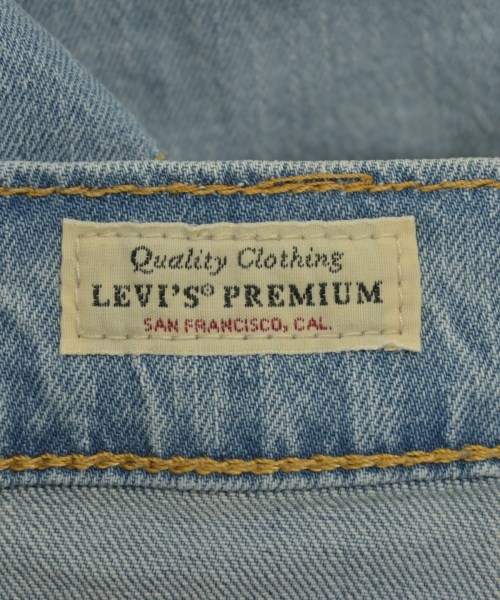 Quality Clothing
LEVI'S® PREMIUM
SAN FRANCISCO, CAL.